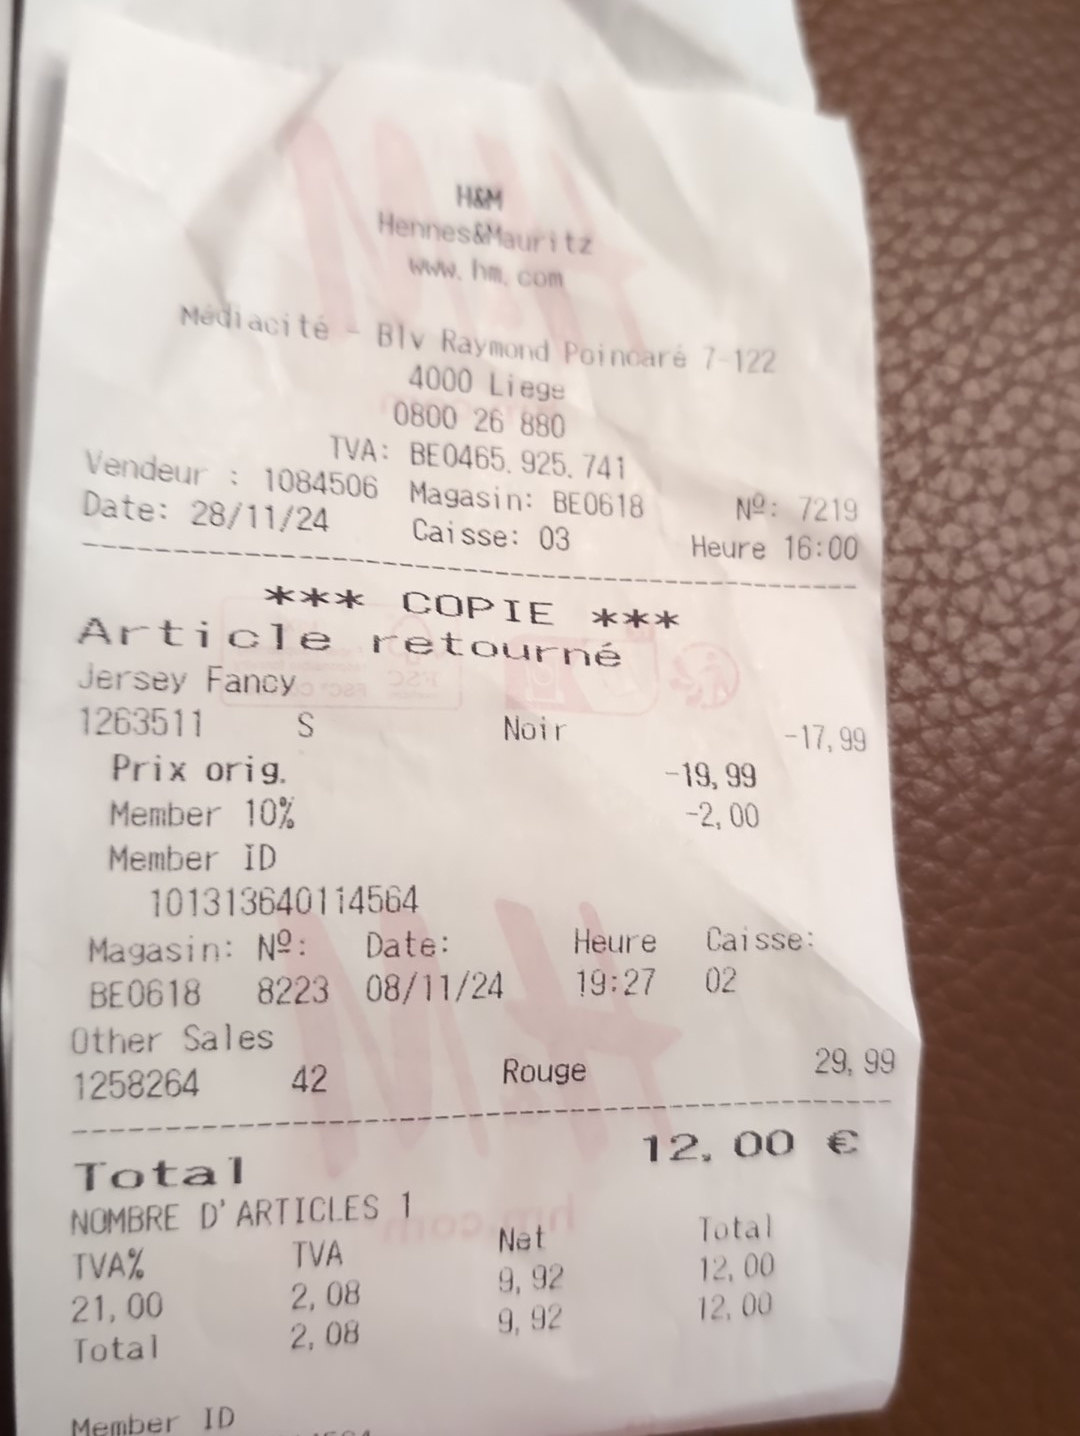 H&M
Hennes&Mauritz
www.hm.com
Médiacité - Blv Raymond Poincaré 7-122
4000 Liege
0800 26 880
TVA: BE0465.925.741
Vendeur : 1084506 Magasin: BE0618 Nº: 7219
Date: 28/11/24 Caisse: 03 Heure 16:00
*** COPIE ***
Article retourné
Jersey Fancy
1263511 S Noir -17,99
Prix orig. -19,99
Member 10% -2,00
Member ID
101313640114564
Magasin: Nº: Date: Heure Caisse:
BE0618 8223 08/11/24 19:27 02
Other Sales
1258264 42 Rouge 29,99
Total 12,00 €
NOMBRE D'ARTICLES 1
TVA% TVA Net Total
21,00 2,08 9,92 12,00
Total 2,08 9,92 12,00
Member ID